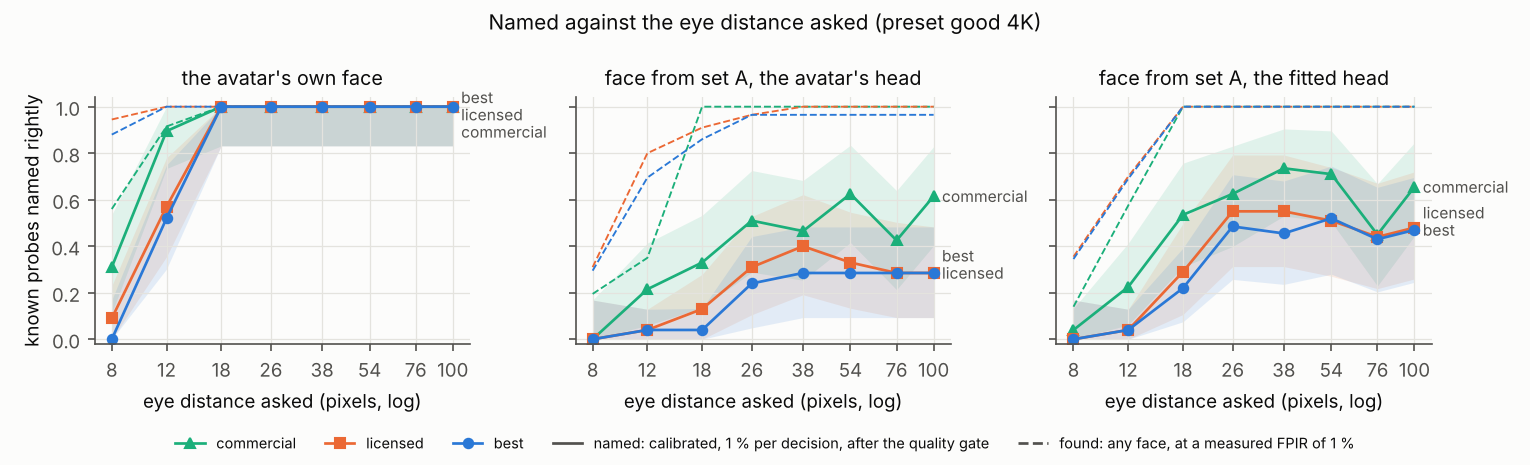 Named against the eye distance asked (preset good 4K)
the avatar's own face
face from set A, the avatar's head
face from set A, the fitted head
known probes named rightly
1.0
0.8
0.6
0.4
0.2
0.0
best
licensed
commercial
commercial
best
licensed
commercial
licensed
best
8 12 18 26 38 54 76 100
8 12 18 26 38 54 76 100
8 12 18 26 38 54 76 100
eye distance asked (pixels, log)
eye distance asked (pixels, log)
eye distance asked (pixels, log)
commercial licensed best named: calibrated, 1 % per decision, after the quality gate found: any face, at a measured FPIR of 1 %